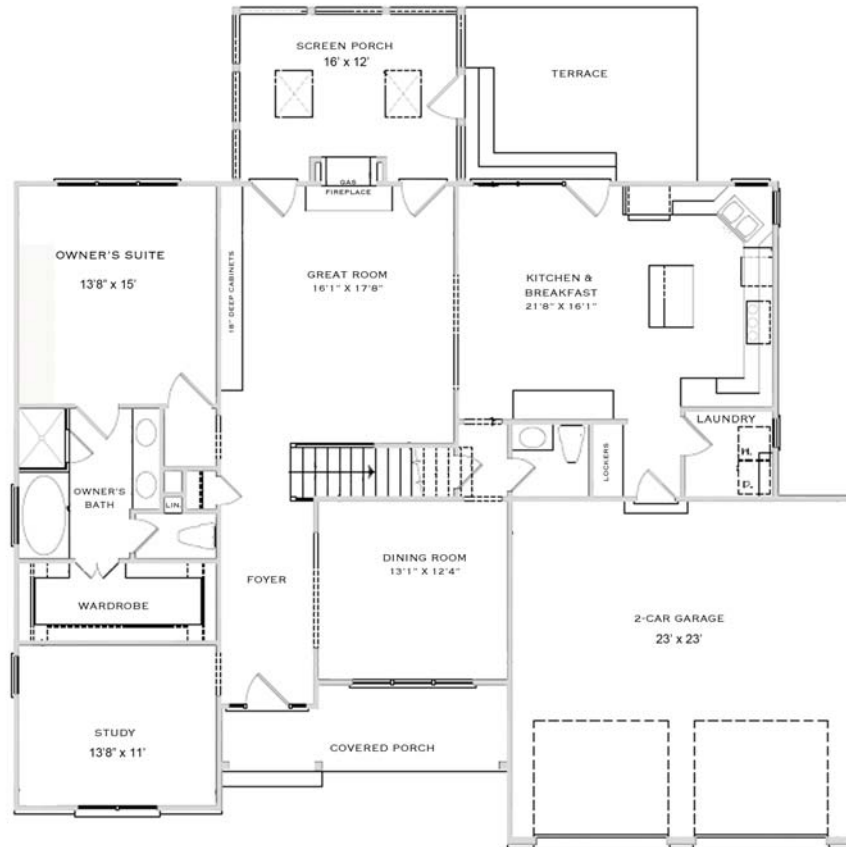 SCREEN PORCH
16' x 12'
TERRACE
GAS
FIREPLACE
OWNER'S SUITE
13'8" x 15'
18" DEEP CABINETS
GREAT ROOM
16'1" X 17'8"
KITCHEN &
BREAKFAST
21'8" X 16'1"
LAUNDRY
LOCKERS
H.
D.
OWNER'S
BATH
LIN.
WARDROBE
FOYER
DINING ROOM
13'1" X 12'4"
2-CAR GARAGE
23' x 23'
STUDY
13'8" x 11'
COVERED PORCH